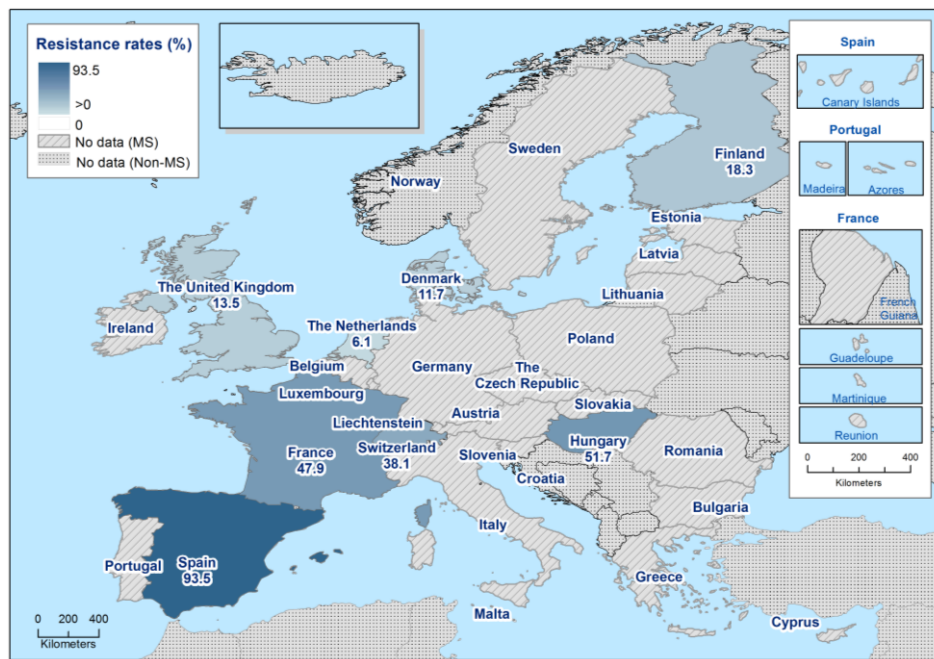 Resistance rates (%)
93.5
>0
0
No data (MS)
No data (Non-MS)
Spain
Canary Islands
Portugal
Madeira
Azores
France
French
Guiana
Guadeloupe
Martinique
Reunion
0 200 400
Kilometers
Sweden
Finland
18.3
Norway
Estonia
Latvia
Denmark
11.7
Lithuania
The United Kingdom
13.5
Ireland
The Netherlands
6.1
Poland
Belgium
Germany
The
Czech Republic
Luxembourg
Slovakia
Austria
Liechtenstein
Hungary
51.7
Switzerland
38.1
France
47.9
Slovenia
Romania
Croatia
Bulgaria
Italy
Portugal
Spain
93.5
Greece
Malta
Cyprus
0 200 400
Kilometers